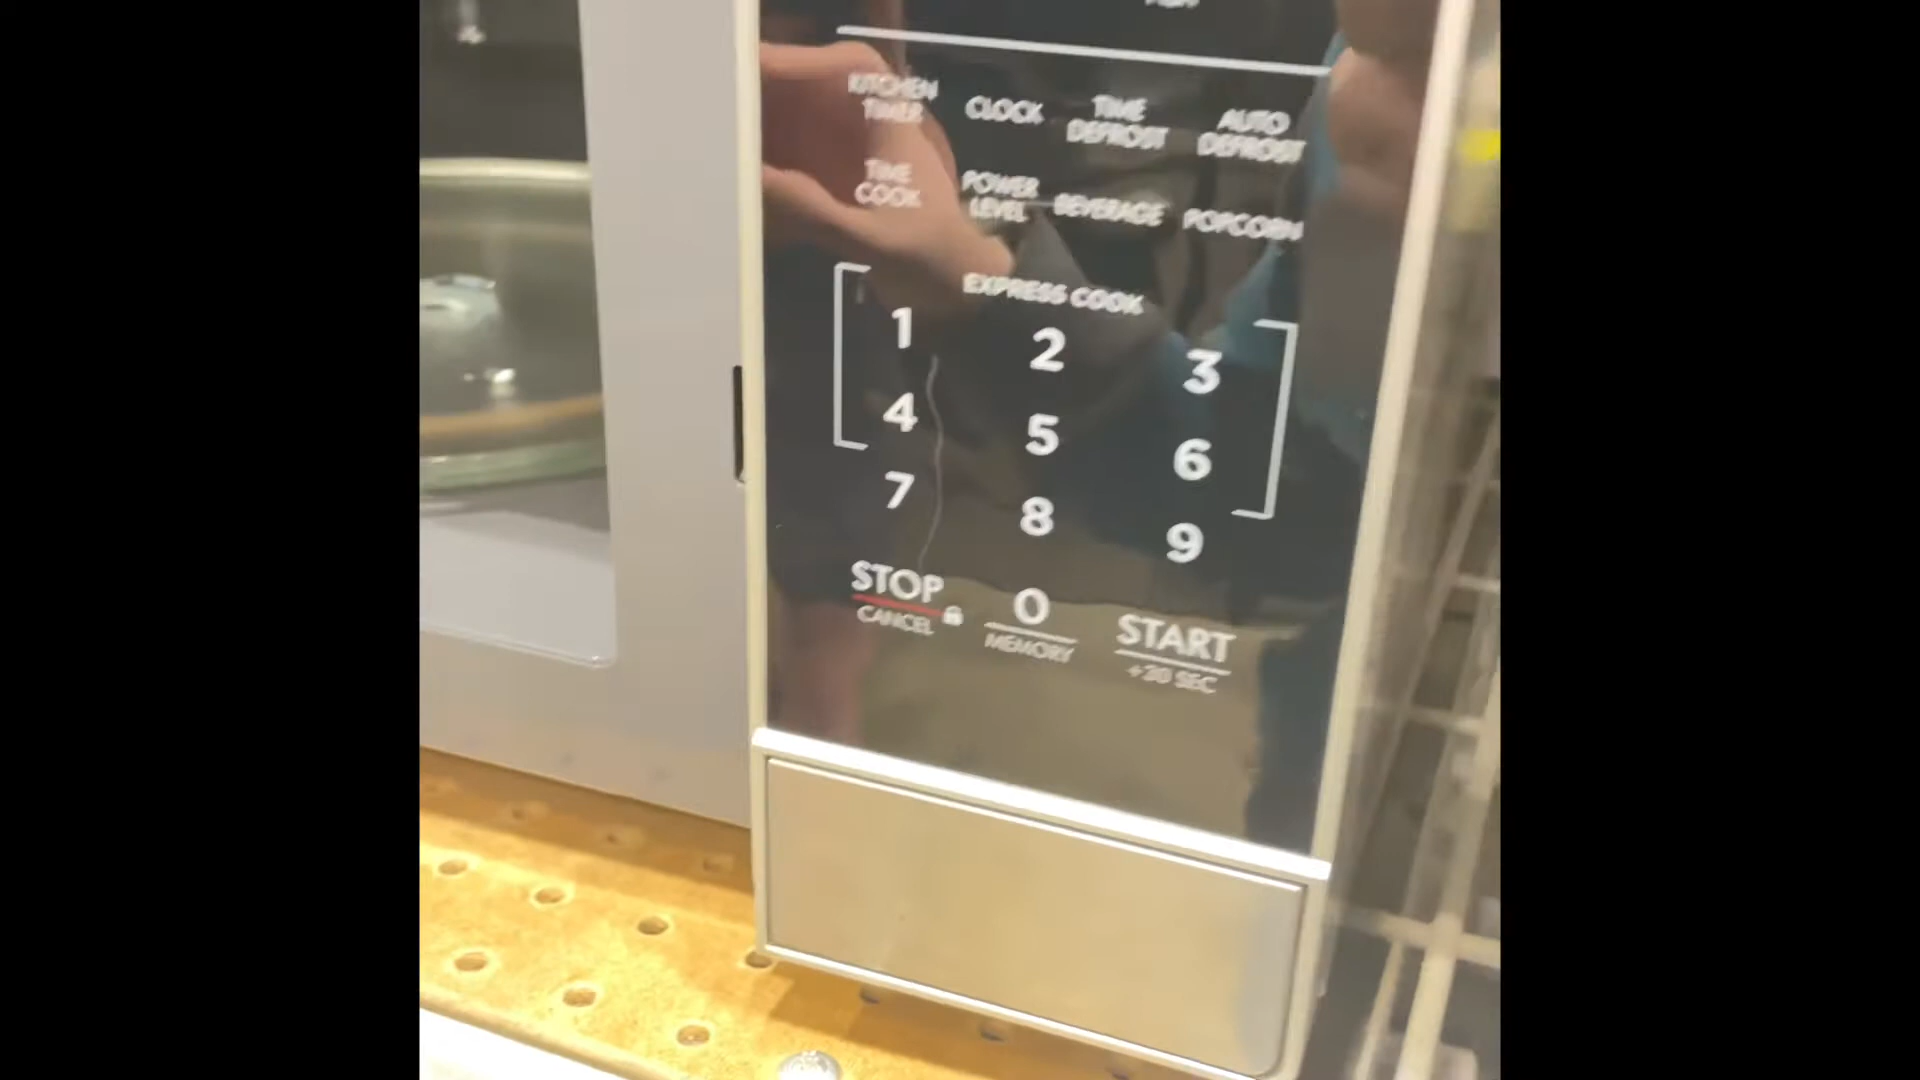 KITCHEN TIMER
CLOCK
TIME DEFROST
AUTO DEFROST
TIME COOK
POWER LEVEL
BEVERAGE
POPCORN
EXPRESS COOK
1 2 3
4 5 6
7 8 9
STOP 0 START
CANCEL MEMORY +30 SEC